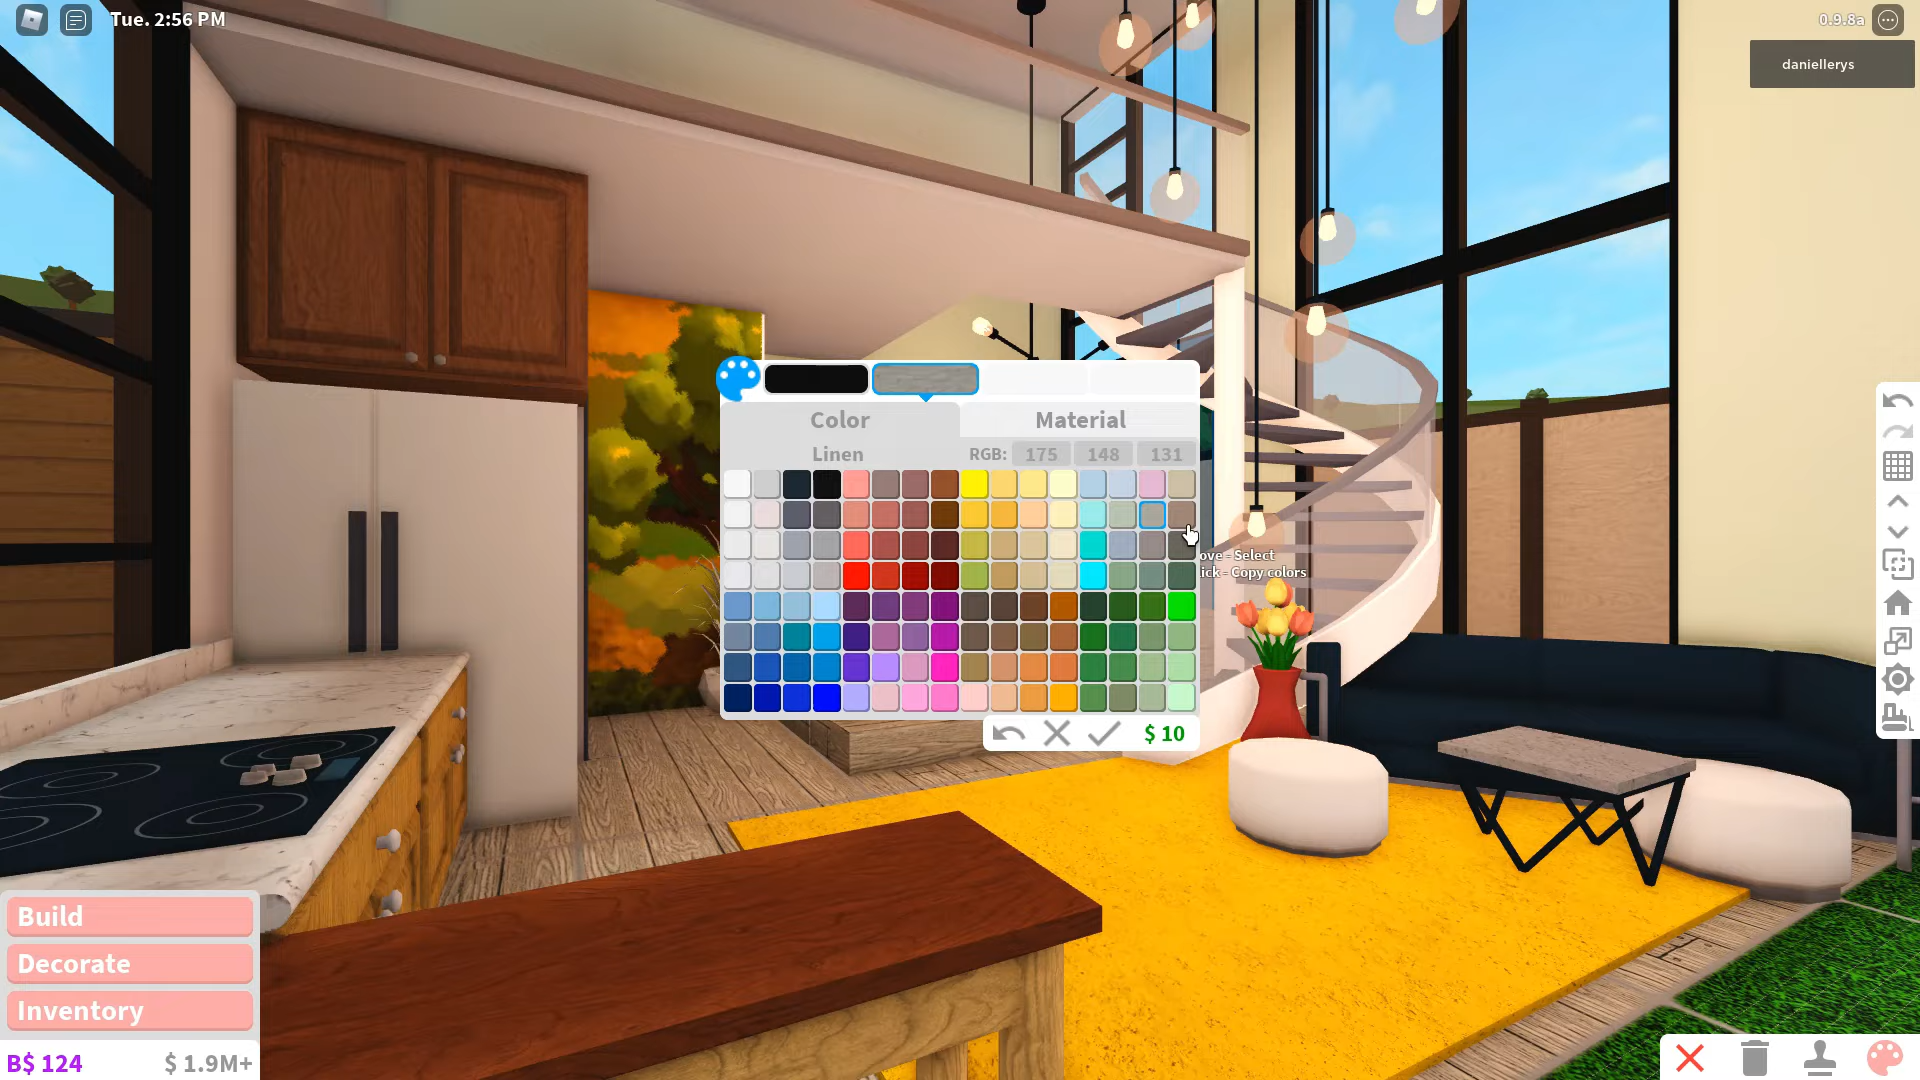 Tue. 2:56 PM
0.9.8a
daniellerys
Color
Material
Linen
RGB: 175 148 131
ove - Select
ick - Copy colors
$ 10
Build
Decorate
Inventory
B$ 124
$ 1.9M+